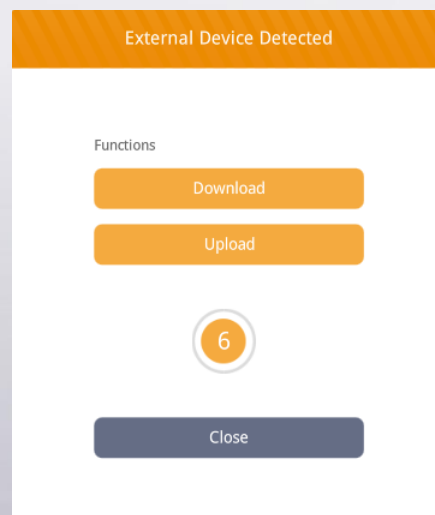 External Device Detected
Functions
Download
Upload
6
Close